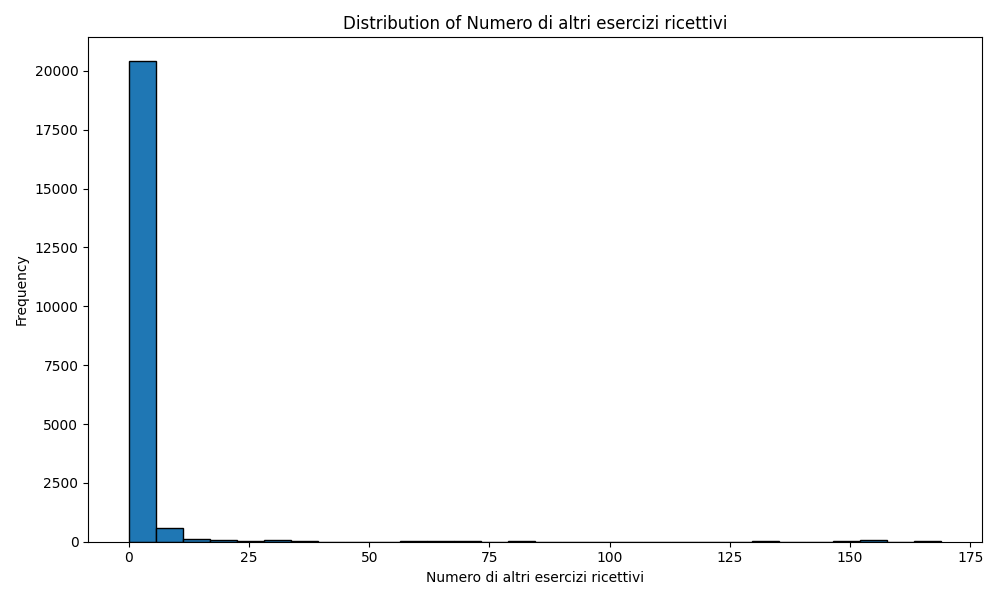 Distribution of Numero di altri esercizi ricettivi
20000
17500
15000
12500
10000
7500
5000
2500
0
Frequency
0 25 50 75 100 125 150 175
Numero di altri esercizi ricettivi